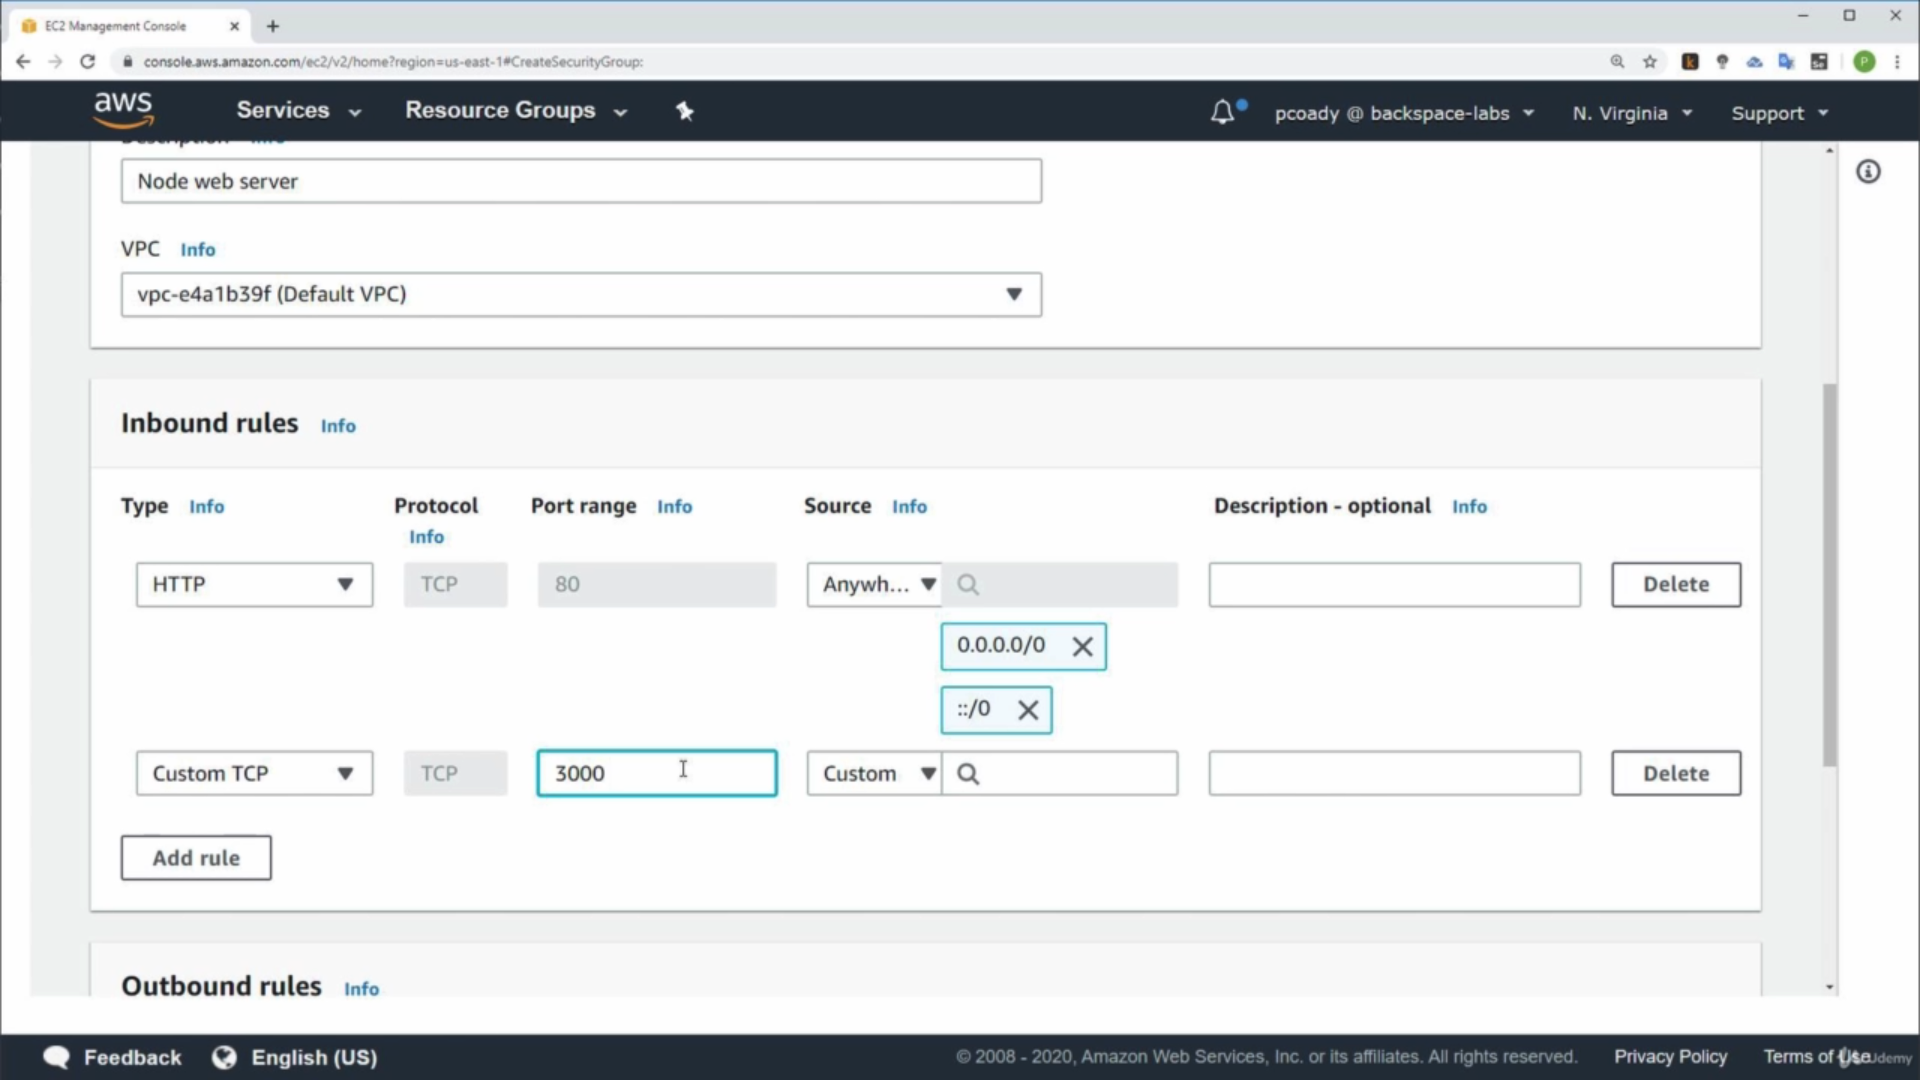 EC2 Management Console
console.aws.amazon.com/ec2/v2/home?region=us-east-1#CreateSecurityGroup:
aws Services Resource Groups pcoady @ backspace-labs N. Virginia Support
Description - Info
Node web server
VPC Info
vpc-e4a1b39f (Default VPC)
Inbound rules Info
Type Info Protocol Info Port range Info Source Info Description - optional Info
HTTP TCP 80 Anywh... Delete
0.0.0.0/0
::/0
Custom TCP TCP 3000 Custom Delete
Add rule
Outbound rules Info
Feedback English (US) © 2008 - 2020, Amazon Web Services, Inc. or its affiliates. All rights reserved. Privacy Policy Terms of Use